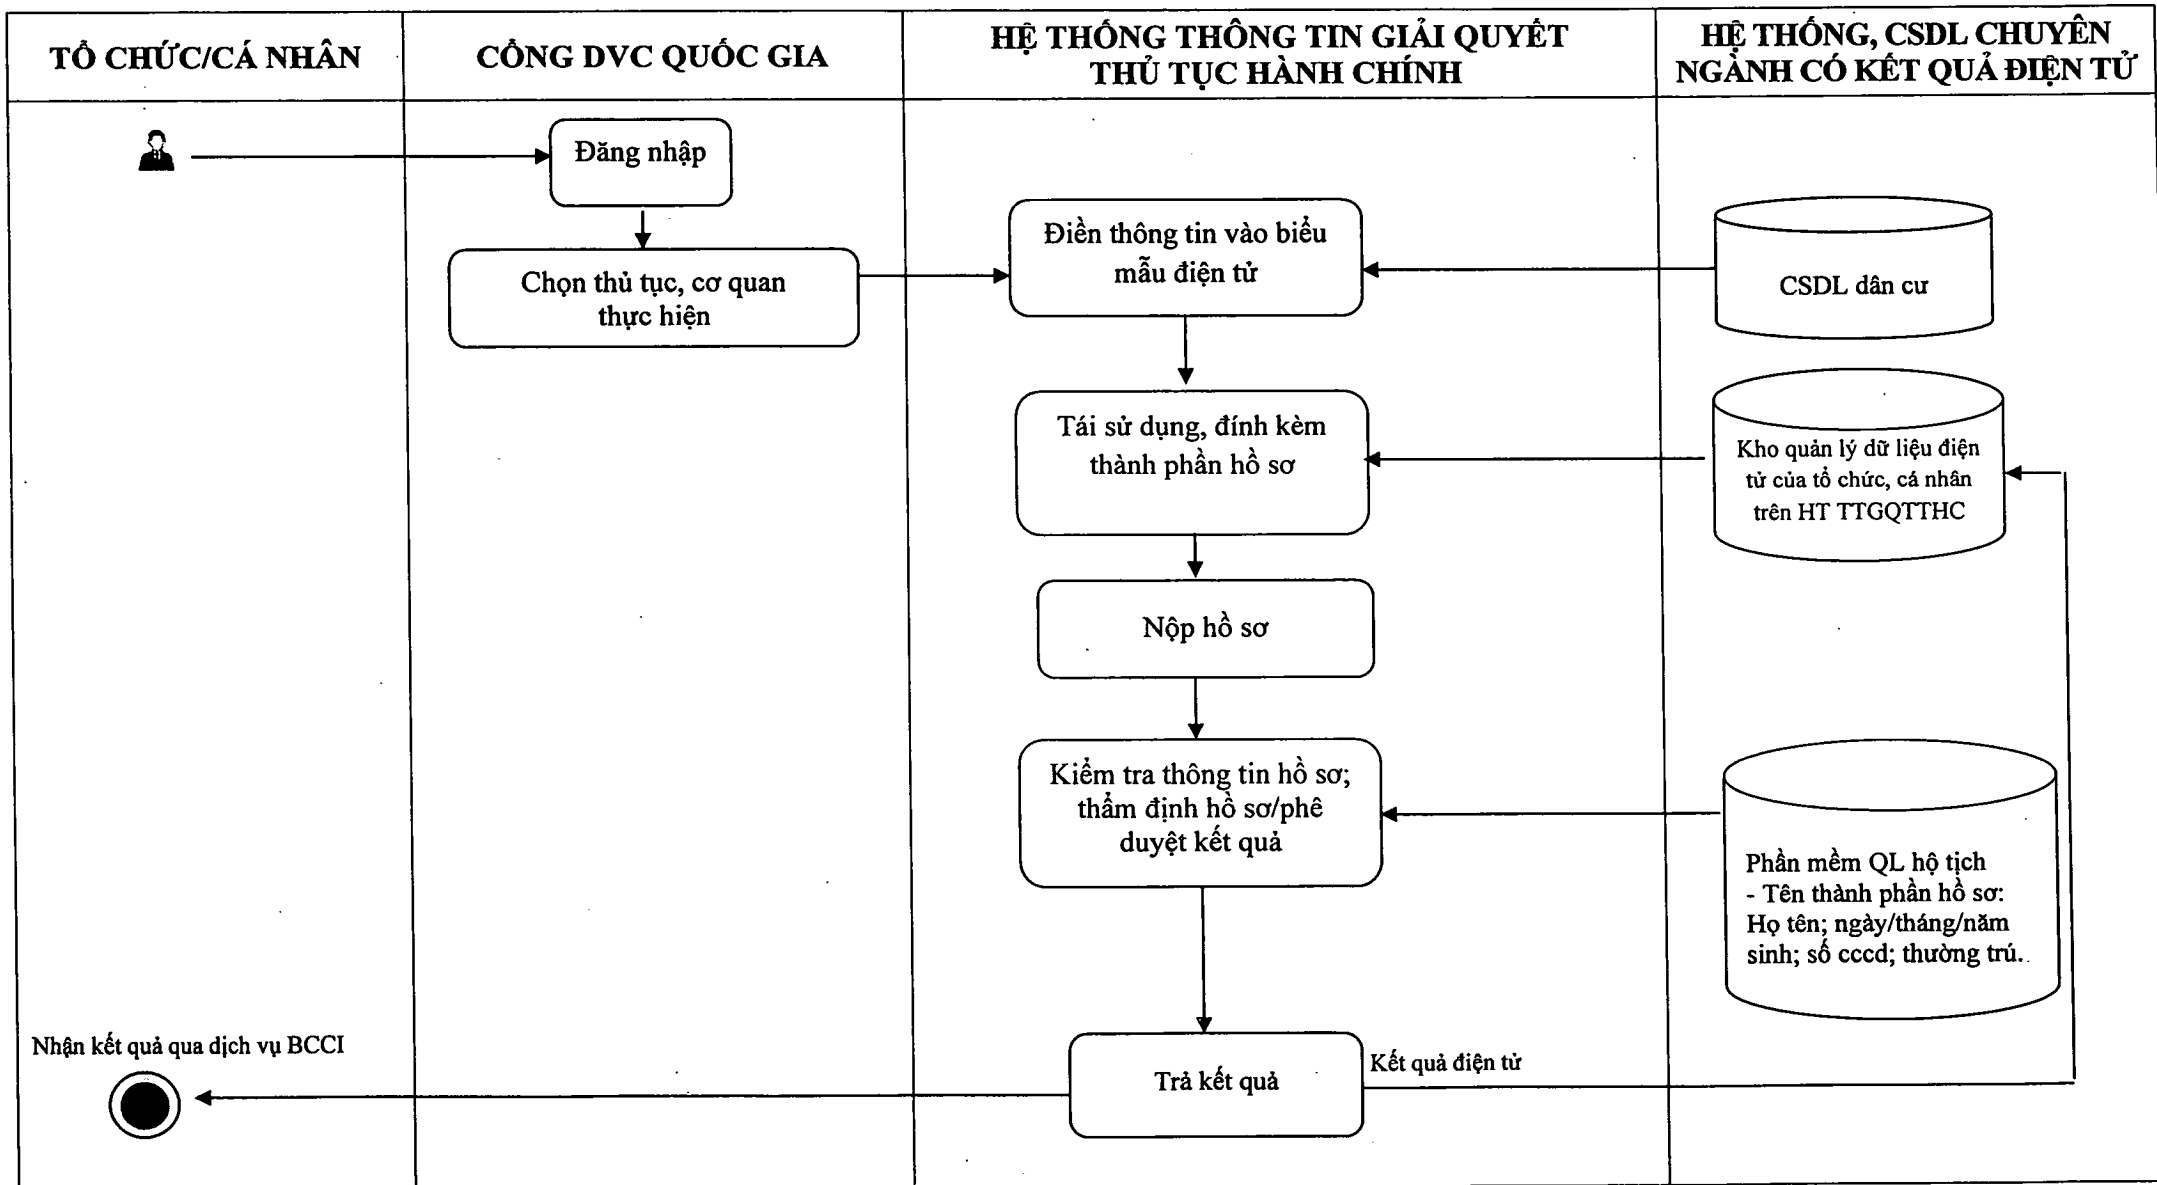 TỔ CHỨC/CÁ NHÂN
CỔNG DVC QUỐC GIA
HỆ THỐNG THÔNG TIN GIẢI QUYẾT
THỦ TỤC HÀNH CHÍNH
HỆ THỐNG, CSDL CHUYÊN
NGÀNH CÓ KẾT QUẢ ĐIỆN TỬ
Đăng nhập
Chọn thủ tục, cơ quan
thực hiện
Điền thông tin vào biểu
mẫu điện tử
CSDL dân cư
Tái sử dụng, đính kèm
thành phần hồ sơ
Kho quản lý dữ liệu điện
tử của tổ chức, cá nhân
trên HT TTGQTTHC
Nộp hồ sơ
Kiểm tra thông tin hồ sơ;
thẩm định hồ sơ/phê
duyệt kết quả
Phần mềm QL hộ tịch
- Tên thành phần hồ sơ:
Họ tên; ngày/tháng/năm
sinh; số cccd; thường trú.
Nhận kết quả qua dịch vụ BCCI
Trả kết quả
Kết quả điện tử